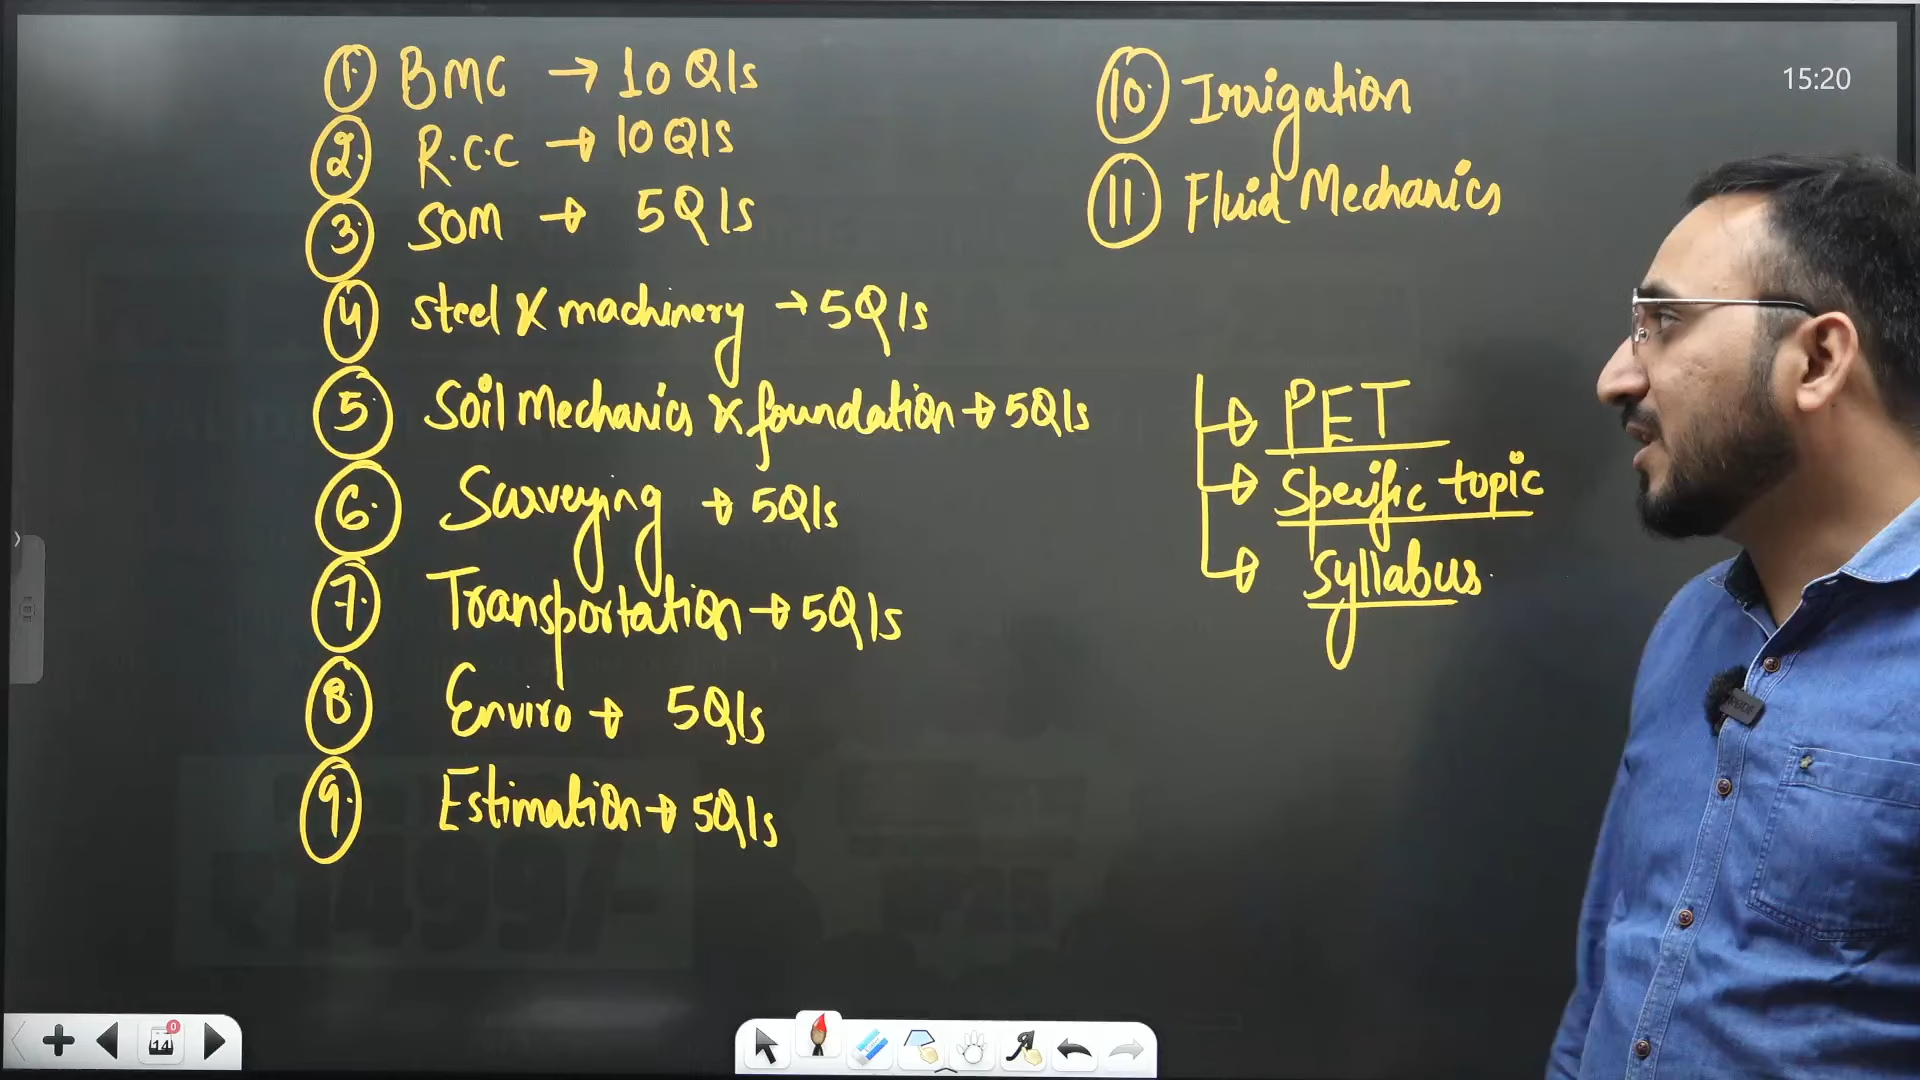 1. BMC → 10 Q/s
2. R.C.C → 10 Q/s
3. SOM → 5 Q/s
4 Steel & machinery → 5 Q/s
5 Soil Mechanics & foundation → 5 Q/s
6. Surveying → 5 Q/s
7. Transportation → 5 Q/s
8. Enviro → 5 Q/s
9. Estimation → 5 Q/s
10. Irrigation
11. Fluid Mechanics
→ PET
→ Specific topic
→ Syllabus.
15:20
14
0